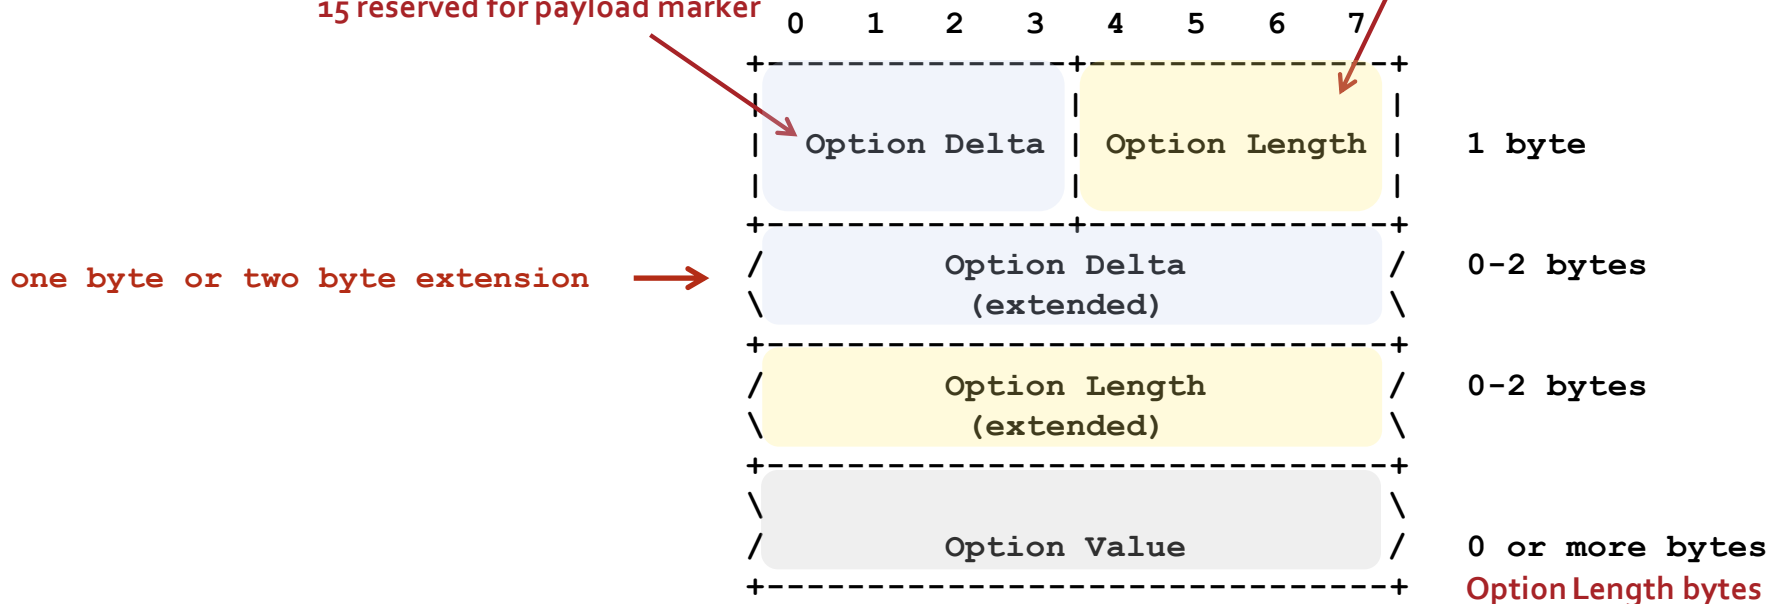 15 reserved for payload marker
0 1 2 3 4 5 6 7
+---------------+---------------+
| | |
| Option Delta | Option Length | 1 byte
| | |
+---------------+---------------+
/ Option Delta / 0-2 bytes
one byte or two byte extension
\ (extended) \
+-------------------------------+
/ Option Length / 0-2 bytes
\ (extended) \
+-------------------------------+
\ \
/ Option Value / 0 or more bytes
+-------------------------------+
Option Length bytes